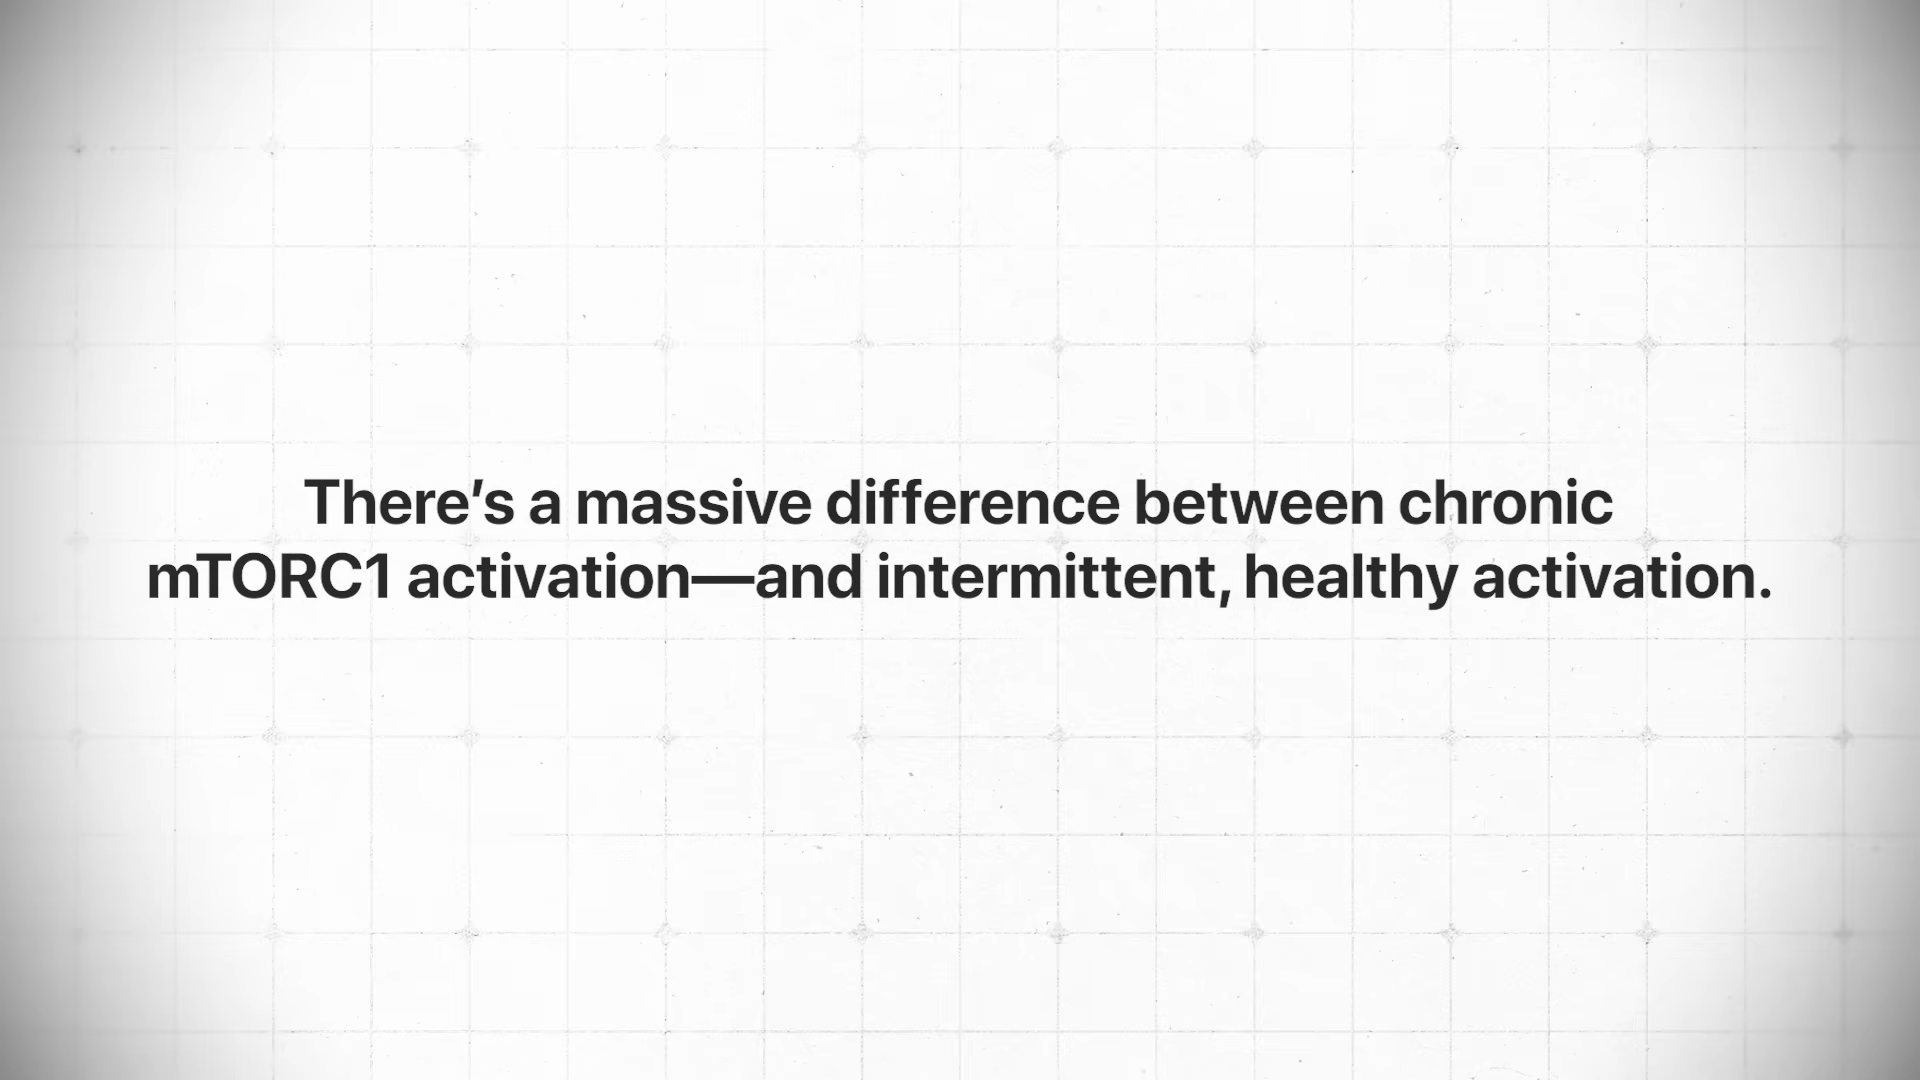 There’s a massive difference between chronic
mTORC1 activation—and intermittent, healthy activation.